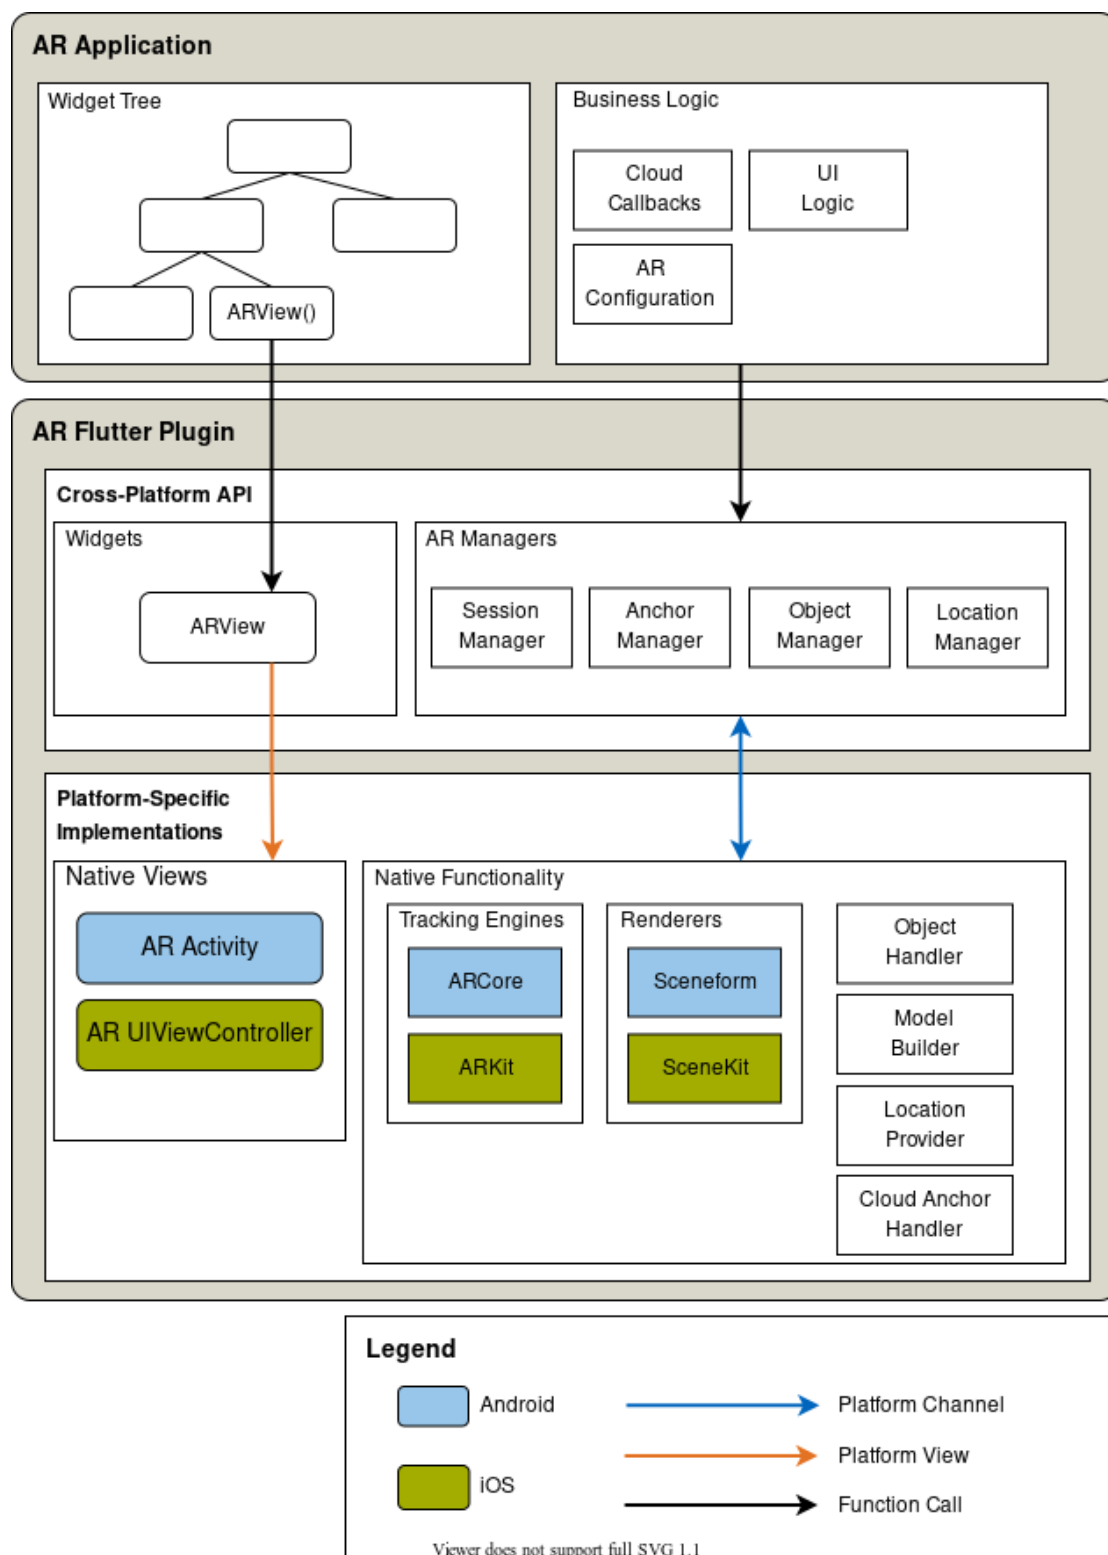 AR Application
Widget Tree
ARView()
Business Logic
Cloud
Callbacks
UI
Logic
AR
Configuration
AR Flutter Plugin
Cross-Platform API
Widgets
ARView
AR Managers
Session
Manager
Anchor
Manager
Object
Manager
Location
Manager
Platform-Specific
Implementations
Native Views
AR Activity
AR UIViewController
Native Functionality
Tracking Engines
ARCore
ARKit
Renderers
Sceneform
SceneKit
Object
Handler
Model
Builder
Location
Provider
Cloud Anchor
Handler
Legend
Android
iOS
Platform Channel
Platform View
Function Call
Viewer does not support full SVG 1.1